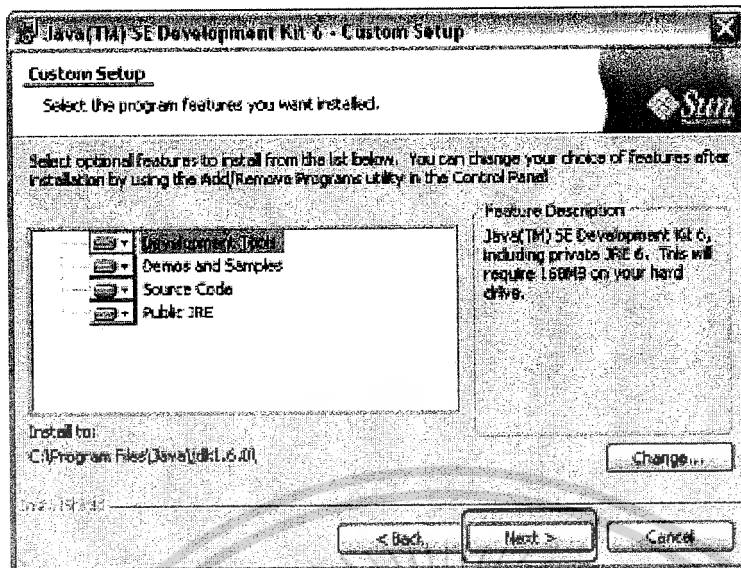 Java(TM) SE Development Kit 6 - Custom Setup
Custom Setup
Select the program features you want installed.
Sun
Select optional features to install from the list below. You can change your choice of features after
installation by using the Add/Remove Programs utility in the Control Panel
Development Tools
Demos and Samples
Source Code
Public JRE
Feature Description
Java(TM) SE Development Kit 6,
including private JRE 6. This will
require 168MB on your hard
drive.
Install to:
C:\Program Files\Java\jdk1.6.0\
Change...
InstallShield
< Back
Next >
Cancel